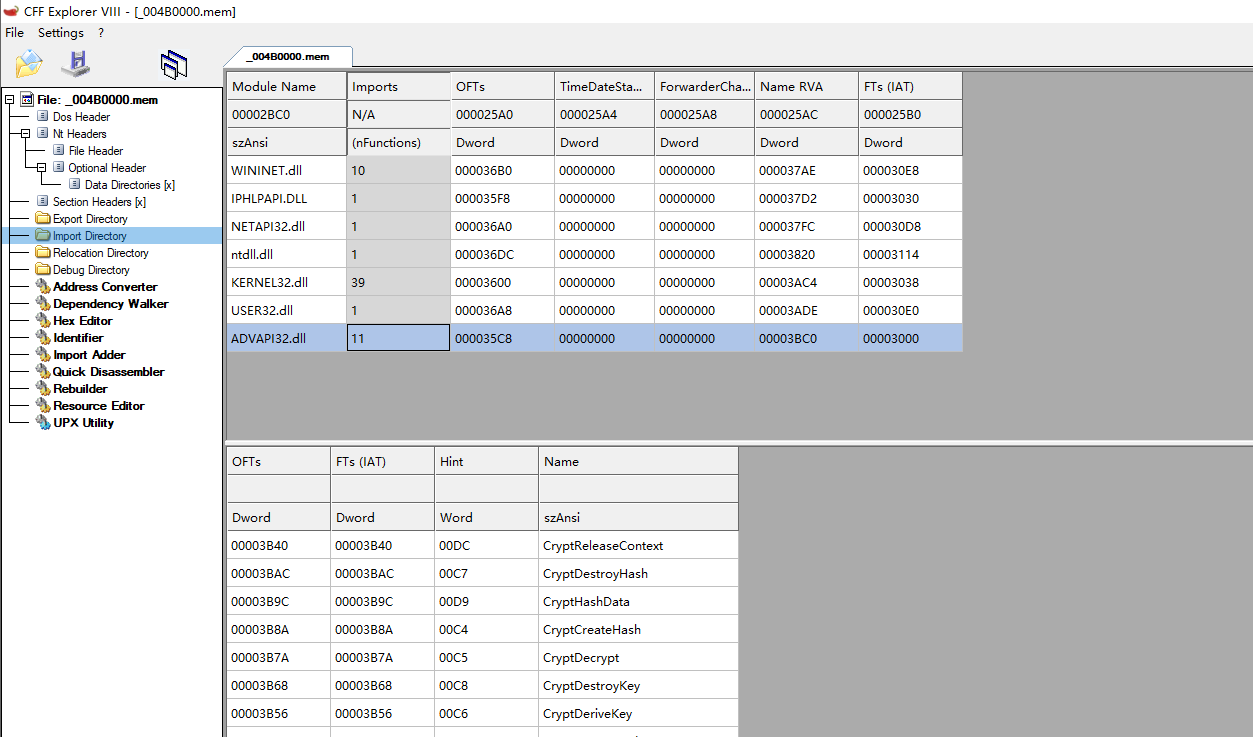 CFF Explorer VIII - [_004B0000.mem]
File Settings ?
_004B0000.mem
File: _004B0000.mem
Dos Header
Nt Headers
File Header
Optional Header
Data Directories [x]
Section Headers [x]
Export Directory
Import Directory
Relocation Directory
Debug Directory
Address Converter
Dependency Walker
Hex Editor
Identifier
Import Adder
Quick Disassembler
Rebuilder
Resource Editor
UPX Utility
Module Name Imports OFTs TimeDateSta... ForwarderCha... Name RVA FTs (IAT)
00002BC0 N/A 000025A0 000025A4 000025A8 000025AC 000025B0
szAnsi (nFunctions) Dword Dword Dword Dword Dword
WININET.dll 10 000036B0 00000000 00000000 000037AE 000030E8
IPHLPAPI.DLL 1 000035F8 00000000 00000000 000037D2 00003030
NETAPI32.dll 1 000036A0 00000000 00000000 000037FC 000030D8
ntdll.dll 1 000036DC 00000000 00000000 00003820 00003114
KERNEL32.dll 39 00003600 00000000 00000000 00003AC4 00003038
USER32.dll 1 000036A8 00000000 00000000 00003ADE 000030E0
ADVAPI32.dll 11 000035C8 00000000 00000000 00003BC0 00003000
OFTs FTs (IAT) Hint Name
Dword Dword Word szAnsi
00003B40 00003B40 00DC CryptReleaseContext
00003BAC 00003BAC 00C7 CryptDestroyHash
00003B9C 00003B9C 00D9 CryptHashData
00003B8A 00003B8A 00C4 CryptCreateHash
00003B7A 00003B7A 00C5 CryptDecrypt
00003B68 00003B68 00C8 CryptDestroyKey
00003B56 00003B56 00C6 CryptDeriveKey